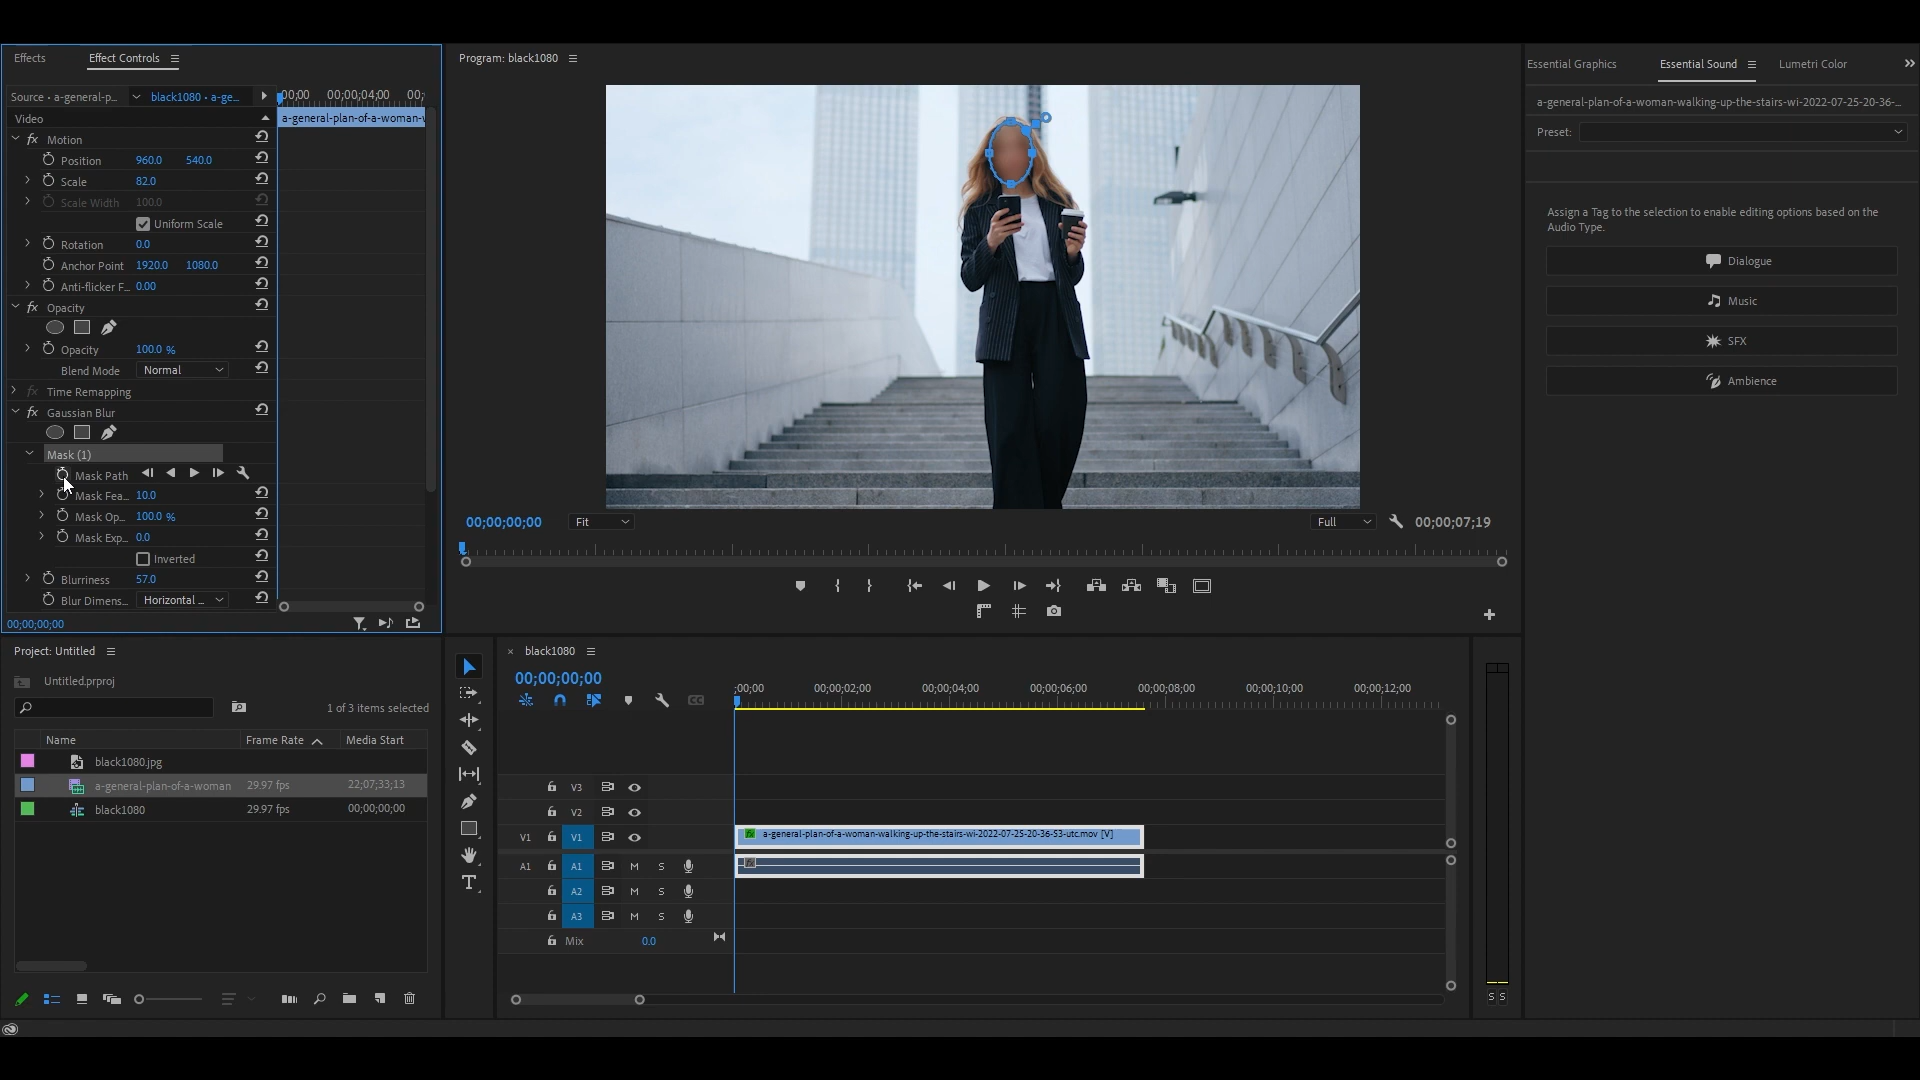 Effects
Effect Controls
Source • a-general-p...
black1080 • a-ge...
Video
Motion
Position 960.0 540.0
Scale 82.0
Scale Width 100.0
Uniform Scale
Rotation 0.0
Anchor Point 1920.0 1080.0
Anti-flicker F... 0.00
fx Opacity
Opacity 100.0 %
Blend Mode Normal
fx Time Remapping
fx Gaussian Blur
Mask (1)
Mask Path
Mask Fea... 10.0
Mask Op... 100.0 %
Mask Exp... 0.0
Inverted
Blurriness 57.0
Blur Dimens... Horizontal ...
00;00;00;00
00;00 00;00;04;00 00;
a-general-plan-of-a-woman-w
Program: black1080
00;00;00;00 Fit Full 00;00;07;19
Essential Graphics Essential Sound Lumetri Color
a-general-plan-of-a-woman-walking-up-the-stairs-wi-2022-07-25-20-36-...
Preset:
Assign a Tag to the selection to enable editing options based on the
Audio Type.
Dialogue
Music
SFX
Ambience
Project: Untitled
Untitled.prproj
1 of 3 items selected
Name Frame Rate Media Start
black1080.jpg
a-general-plan-of-a-woman 29.97 fps 22;07;33;13
black1080 29.97 fps 00;00;00;00
black1080
00;00;00;00
;00;00 00;00;02;00 00;00;04;00 00;00;06;00 00;00;08;00 00;00;10;00 00;00;12;00
V3
V2
V1 V1
fx a-general-plan-of-a-woman-walking-up-the-stairs-wi-2022-07-25-20-36-53-utc.mov [V]
A1 A1 M S
fx
A2 M S
A3 M S
Mix 0.0
S S